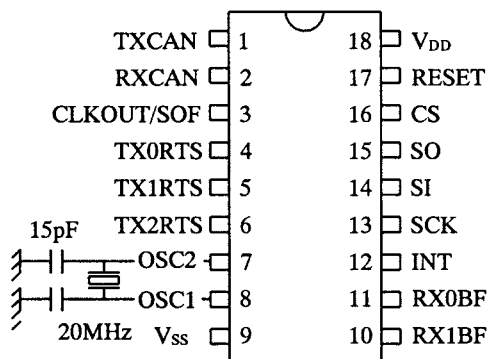 TXCAN 1 18 VDD
RXCAN 2 17 RESET
CLKOUT/SOF 3 16 CS
TX0RTS 4 15 SO
TX1RTS 5 14 SI
TX2RTS 6 13 SCK
15pF
OSC2 7 12 INT
OSC1 8 11 RX0BF
20MHz
VSS 9 10 RX1BF